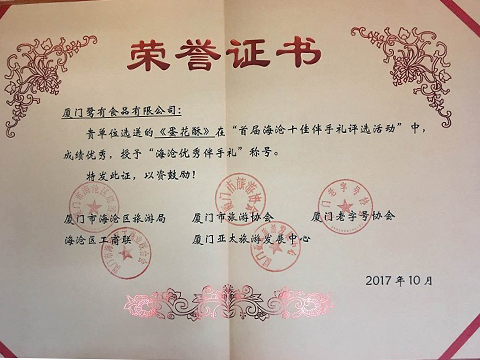 荣誉证书
厦门鹭有食品有限公司：
贵单位选送的《蛋花酥》在“首届海沧十佳伴手礼评选活动”中，
成绩优秀，授予“海沧优秀伴手礼”称号。
特发此证，以资鼓励！
厦门市海沧区旅游局 厦门市旅游协会 厦门老字号协会
海沧区工商联 厦门亚太旅游发展中心
2017年10月